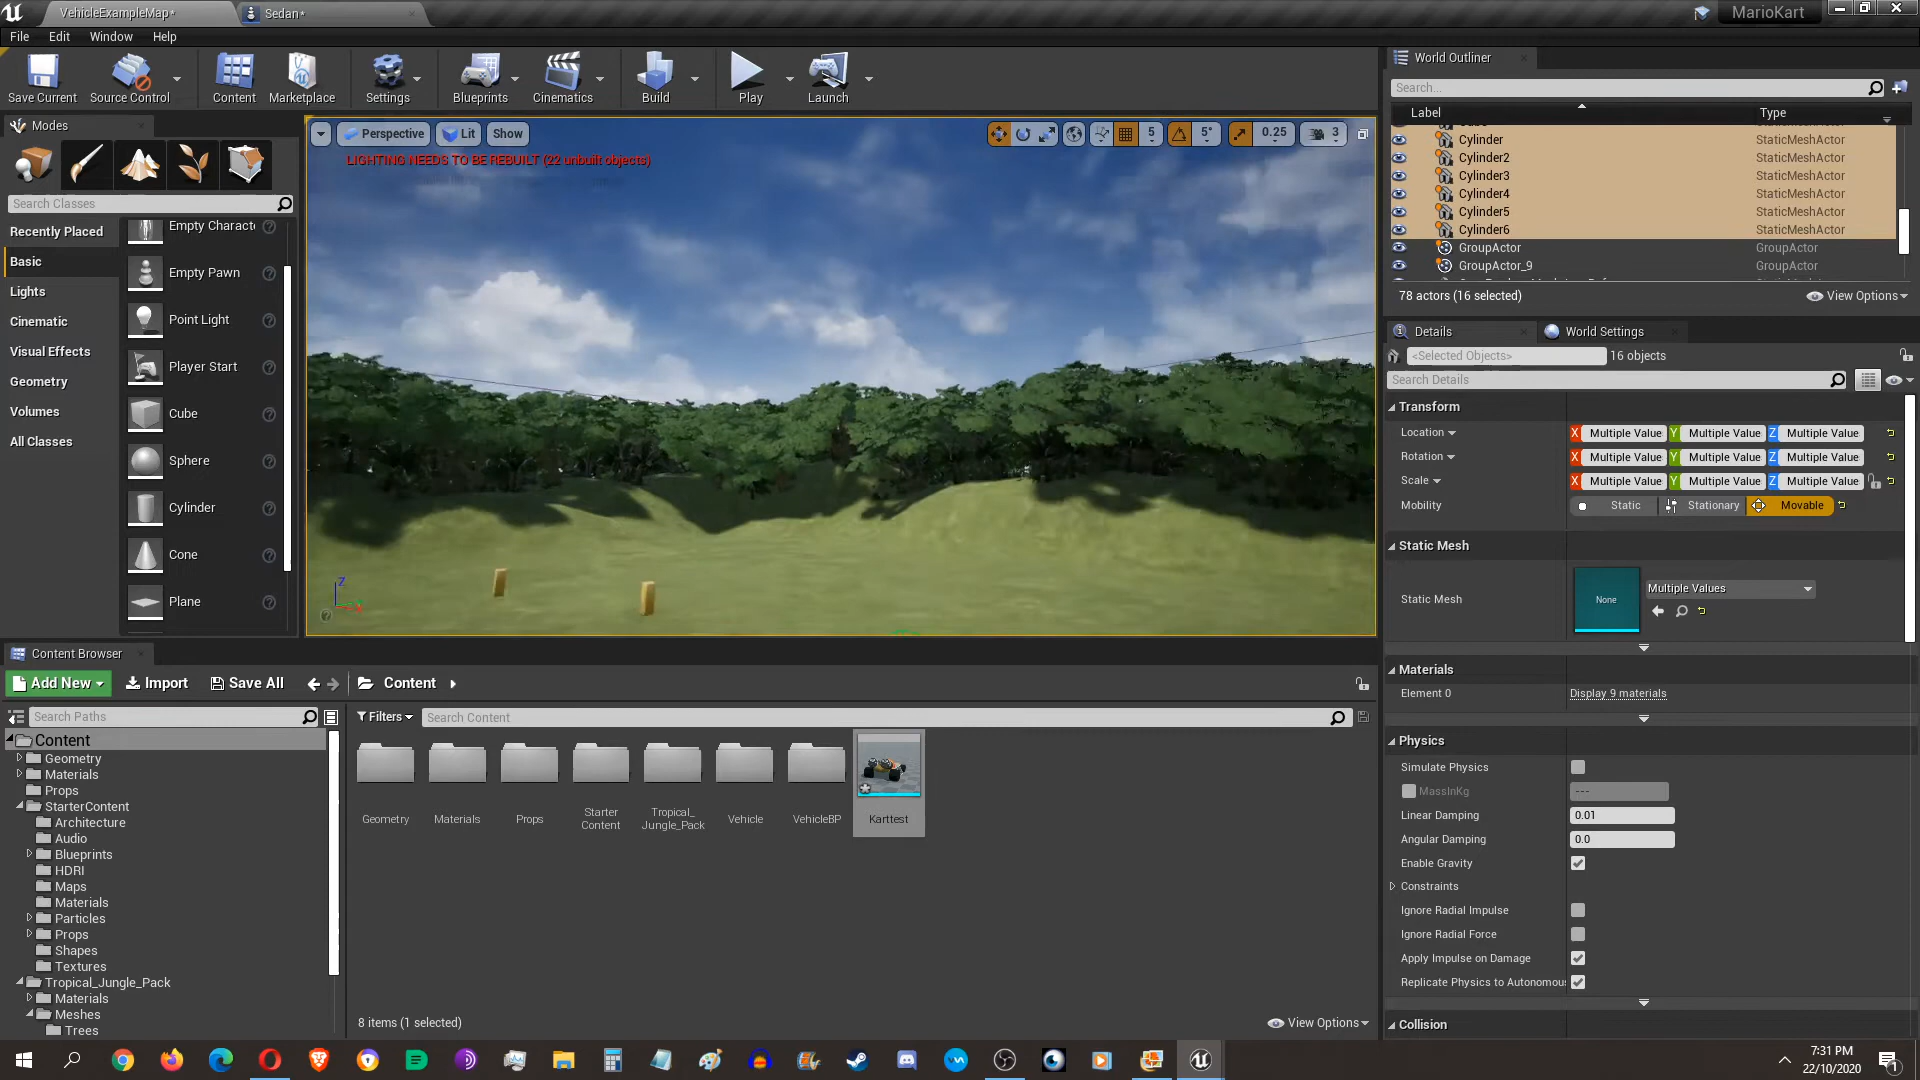 VehicleExampleMap*
Sedan*
MarioKart
File Edit Window Help
Save Current
Source Control
Content
Marketplace
Settings
Blueprints
Cinematics
Build
Play
Launch
Modes
Search Classes
Recently Placed
Basic
Lights
Cinematic
Visual Effects
Geometry
Volumes
All Classes
Empty Charact
Empty Pawn
Point Light
Player Start
Cube
Sphere
Cylinder
Cone
Plane
Perspective
Lit
Show
5
5°
0.25
3
LIGHTING NEEDS TO BE REBUILT (22 unbuilt objects)
Z
World Outliner
Search...
Label Type
Cylinder StaticMeshActor
Cylinder2 StaticMeshActor
Cylinder3 StaticMeshActor
Cylinder4 StaticMeshActor
Cylinder5 StaticMeshActor
Cylinder6 StaticMeshActor
GroupActor GroupActor
GroupActor_9 GroupActor
78 actors (16 selected)
View Options
Details
World Settings
<Selected Objects> 16 objects
Search Details
Transform
Location X Multiple Value Y Multiple Value Z Multiple Value
Rotation X Multiple Value Y Multiple Value Z Multiple Value
Scale X Multiple Value Y Multiple Value Z Multiple Value
Mobility Static Stationary Movable
Static Mesh
Static Mesh None Multiple Values
Materials
Element 0 Display 9 materials
Physics
Simulate Physics
MassInKg ---
Linear Damping 0.01
Angular Damping 0.0
Enable Gravity
Constraints
Ignore Radial Impulse
Ignore Radial Force
Apply Impulse on Damage
Replicate Physics to Autonomou
Collision
Content Browser
Add New
Import
Save All
Content
Search Paths
Filters
Search Content
Content
Geometry
Materials
Props
StarterContent
Architecture
Audio
Blueprints
HDRI
Maps
Materials
Particles
Props
Shapes
Textures
Tropical_Jungle_Pack
Materials
Meshes
Trees
Geometry
Materials
Props
Starter
Content
Tropical_
Jungle_Pack
Vehicle
VehicleBP
Karttest
8 items (1 selected)
View Options
7:31 PM
22/10/2020
1